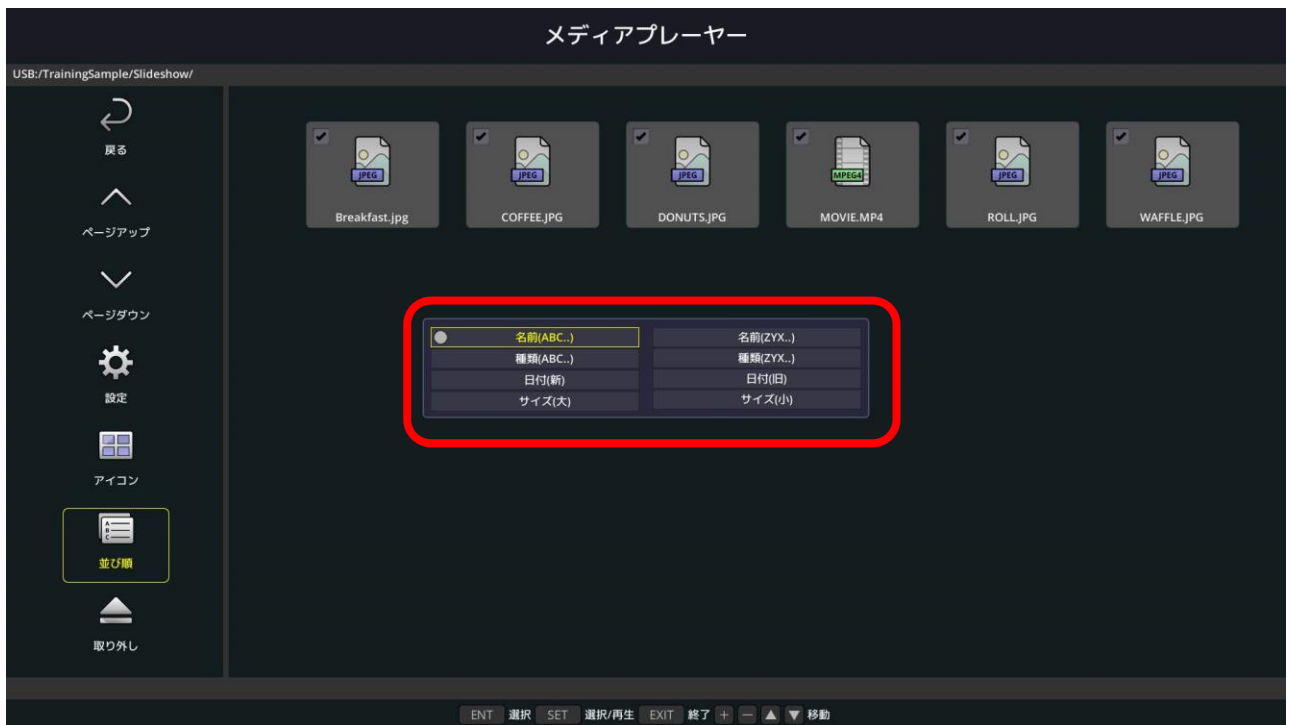 メディアプレーヤー
USB:/TrainingSample/Slideshow/
戻る
ページアップ
ページダウン
設定
アイコン
A
B
C
並び順
取り外し
JPEG
Breakfast.jpg
JPEG
COFFEE.JPG
JPEG
DONUTS.JPG
MPEG4
MOVIE.MP4
JPEG
ROLL.JPG
JPEG
WAFFLE.JPG
名前(ABC..) 名前(ZYX..)
種類(ABC..) 種類(ZYX..)
日付(新) 日付(旧)
サイズ(大) サイズ(小)
ENT 選択 SET 選択/再生 EXIT 終了 + － ▲ ▼ 移動